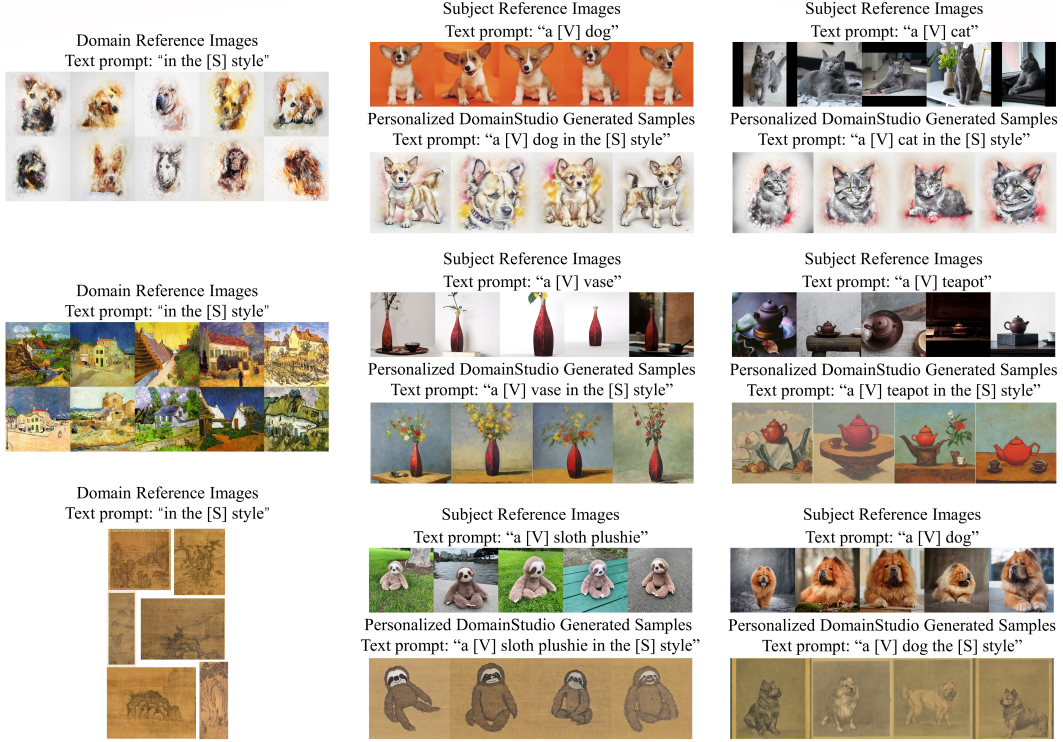 Domain Reference Images
Text prompt: "in the [S] style"
Subject Reference Images
Text prompt: “a [V] dog”
Personalized DomainStudio Generated Samples
Text prompt: “a [V] dog in the [S] style”
Subject Reference Images
Text prompt: “a [V] cat”
Personalized DomainStudio Generated Samples
Text prompt: “a [V] cat in the [S] style”
Domain Reference Images
Text prompt: "in the [S] style"
Subject Reference Images
Text prompt: “a [V] vase”
Personalized DomainStudio Generated Samples
Text prompt: “a [V] vase in the [S] style”
Subject Reference Images
Text prompt: “a [V] teapot”
Personalized DomainStudio Generated Samples
Text prompt: “a [V] teapot in the [S] style”
Domain Reference Images
Text prompt: "in the [S] style"
Subject Reference Images
Text prompt: “a [V] sloth plushie”
Personalized DomainStudio Generated Samples
Text prompt: “a [V] sloth plushie in the [S] style”
Subject Reference Images
Text prompt: “a [V] dog”
Personalized DomainStudio Generated Samples
Text prompt: “a [V] dog the [S] style”